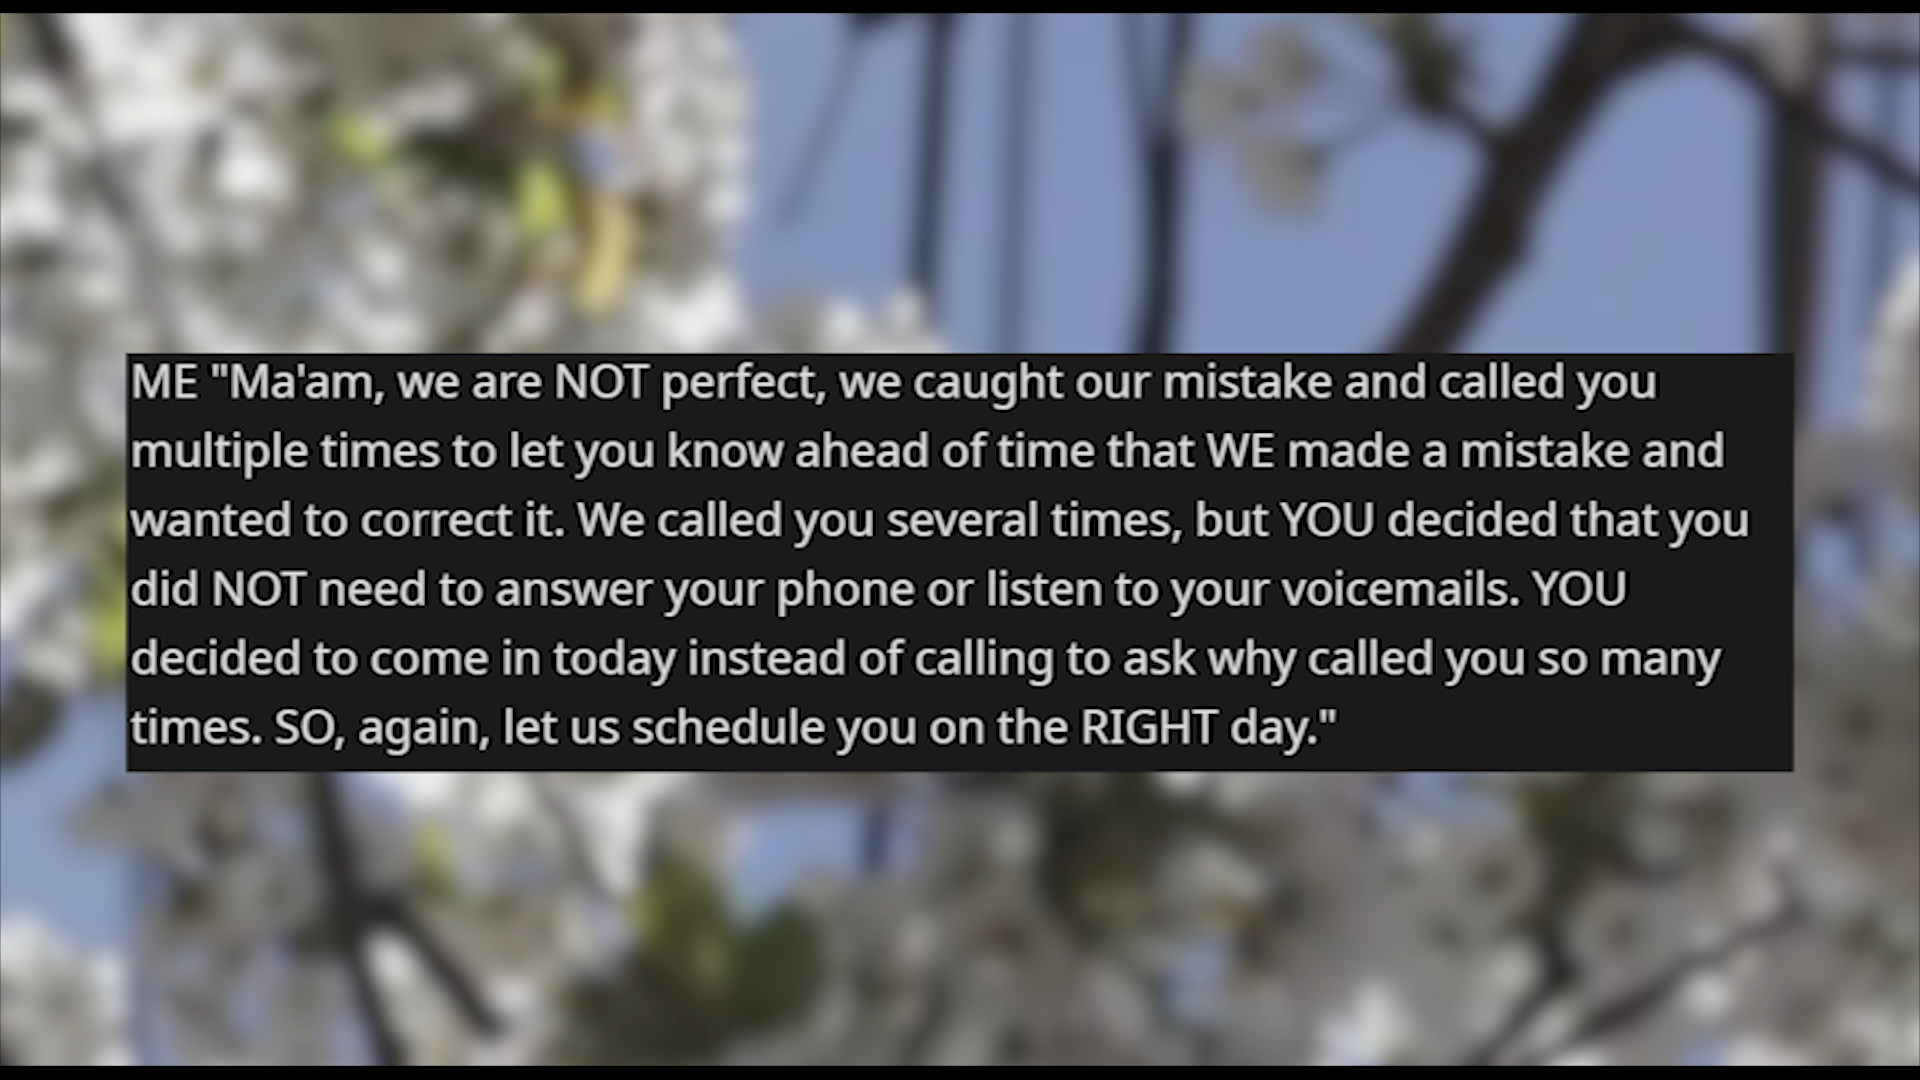 ME "Ma'am, we are NOT perfect, we caught our mistake and called you
multiple times to let you know ahead of time that WE made a mistake and
wanted to correct it. We called you several times, but YOU decided that you
did NOT need to answer your phone or listen to your voicemails. YOU
decided to come in today instead of calling to ask why called you so many
times. SO, again, let us schedule you on the RIGHT day."